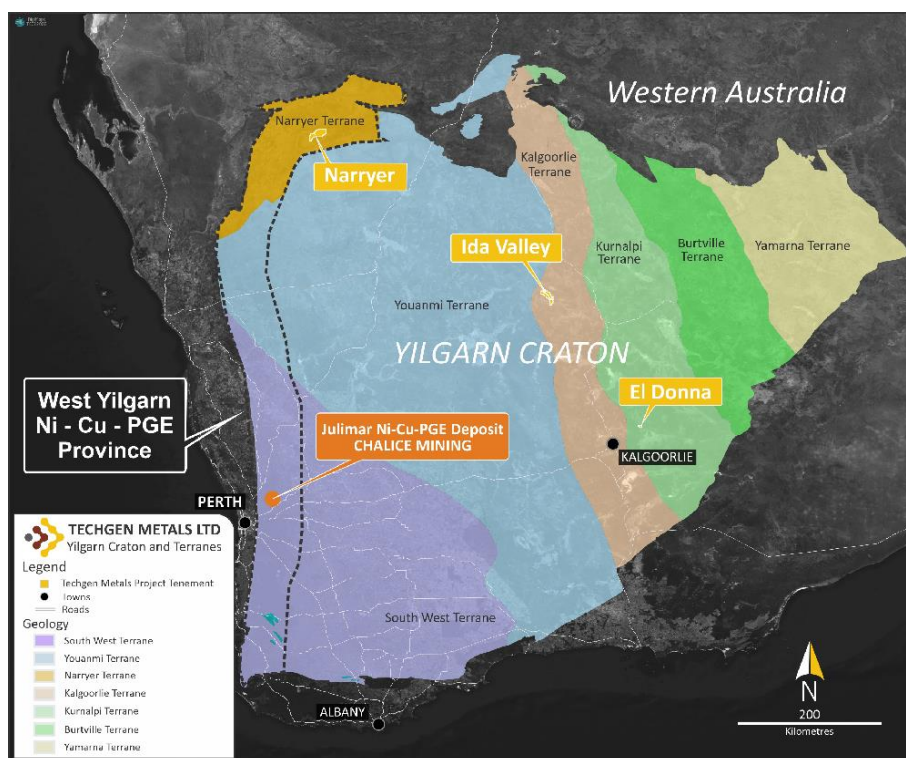 Western Australia
Narryer Terrane
Narryer
Kalgoorlie
Terrane
Ida Valley
Kurnalpi
Terrane
Burtville
Terrane
Yamarna Terrane
Youanmi Terrane
YILGARN CRATON
West Yilgarn
Ni - Cu - PGE
Province
El Donna
Julimar Ni-Cu-PGE Deposit
CHALICE MINING
KALGOORLIE
PERTH
South West Terrane
ALBANY
TECHGEN METALS LTD
Yilgarn Craton and Terranes
Legend
Techgen Metals Project Tenement
Towns
Roads
Geology
South West Terrane
Youanmi Terrane
Narryer Terrane
Kalgoorlie Terrane
Kurnalpi Terrane
Burtville Terrane
Yamarna Terrane
N
200
Kilometres